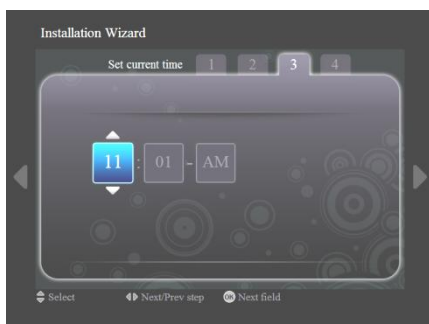 Installation Wizard
Set current time 1 2 3 4
11 : 01 - AM
Select Next/Prev step OK Next field